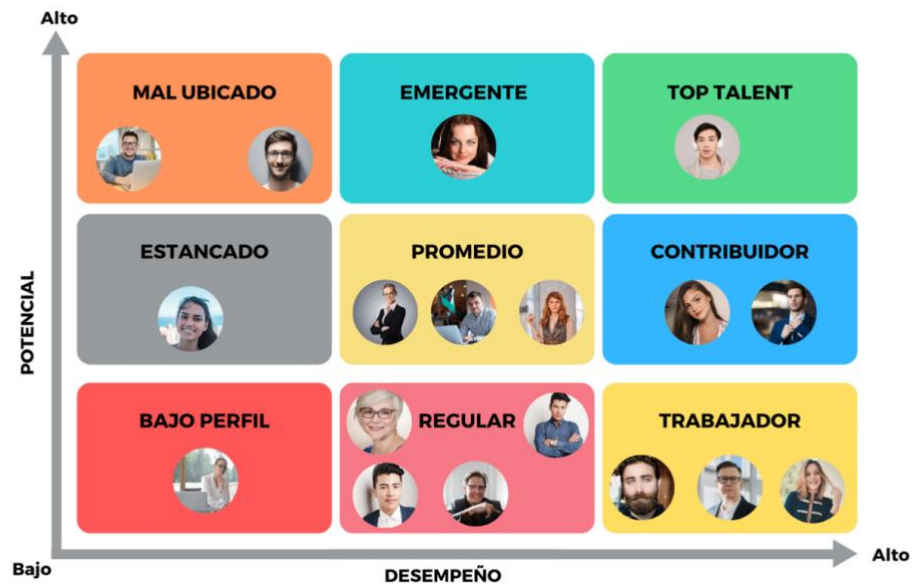 Alto
MAL UBICADO
EMERGENTE
TOP TALENT
ESTANCADO
PROMEDIO
CONTRIBUIDOR
POTENCIAL
BAJO PERFIL
REGULAR
TRABAJADOR
Bajo
DESEMPEÑO
Alto